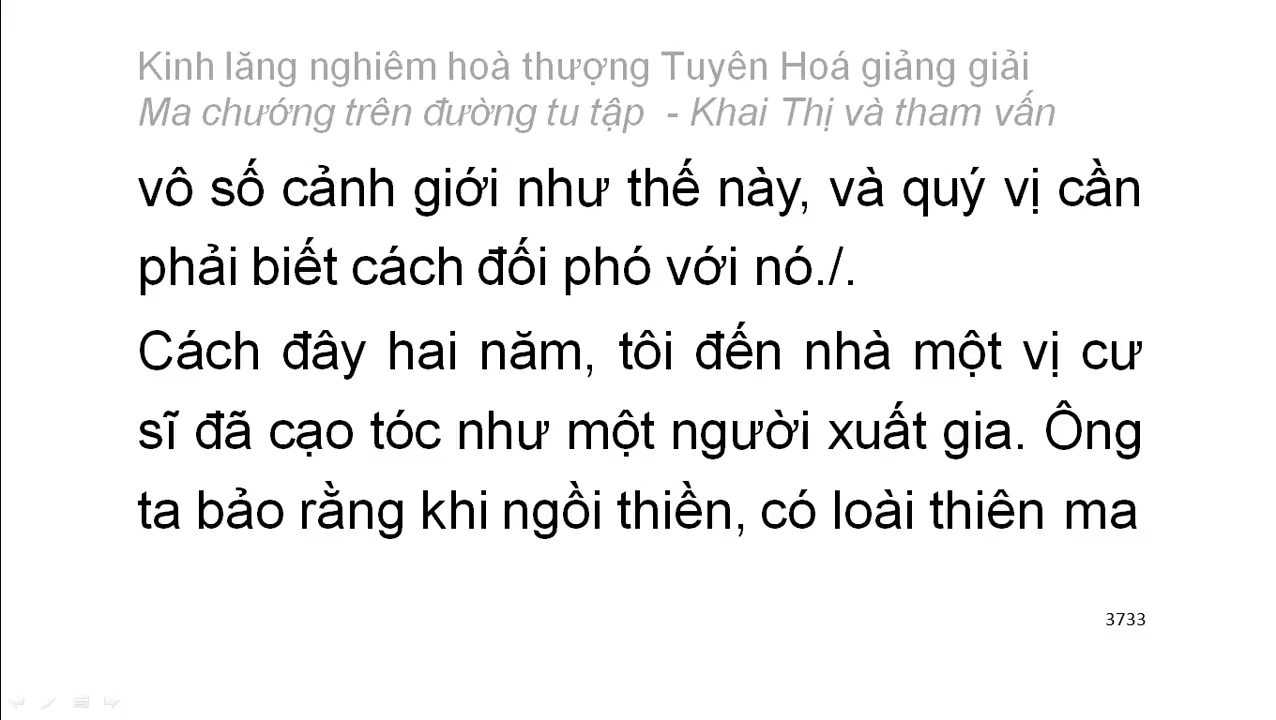 Kinh lăng nghiêm hoà thượng Tuyên Hoá giảng giải
Ma chướng trên đường tu tập - Khai Thị và tham vấn
vô số cảnh giới như thế này, và quý vị cần
phải biết cách đối phó với nó./.
Cách đây hai năm, tôi đến nhà một vị cư
sĩ đã cạo tóc như một người xuất gia. Ông
ta bảo rằng khi ngồi thiền, có loài thiên ma
3733